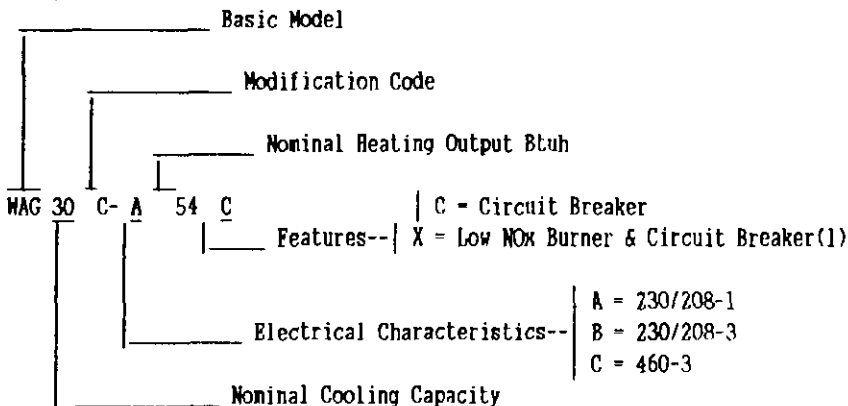 Basic Model
Modification Code
Nominal Heating Output Btuh
WAG 30 C- A 54 C
C = Circuit Breaker
Features-- X = Low NOx Burner & Circuit Breaker(1)
A = 230/208-1
Electrical Characteristics-- B = 230/208-3
C = 460-3
Nominal Cooling Capacity